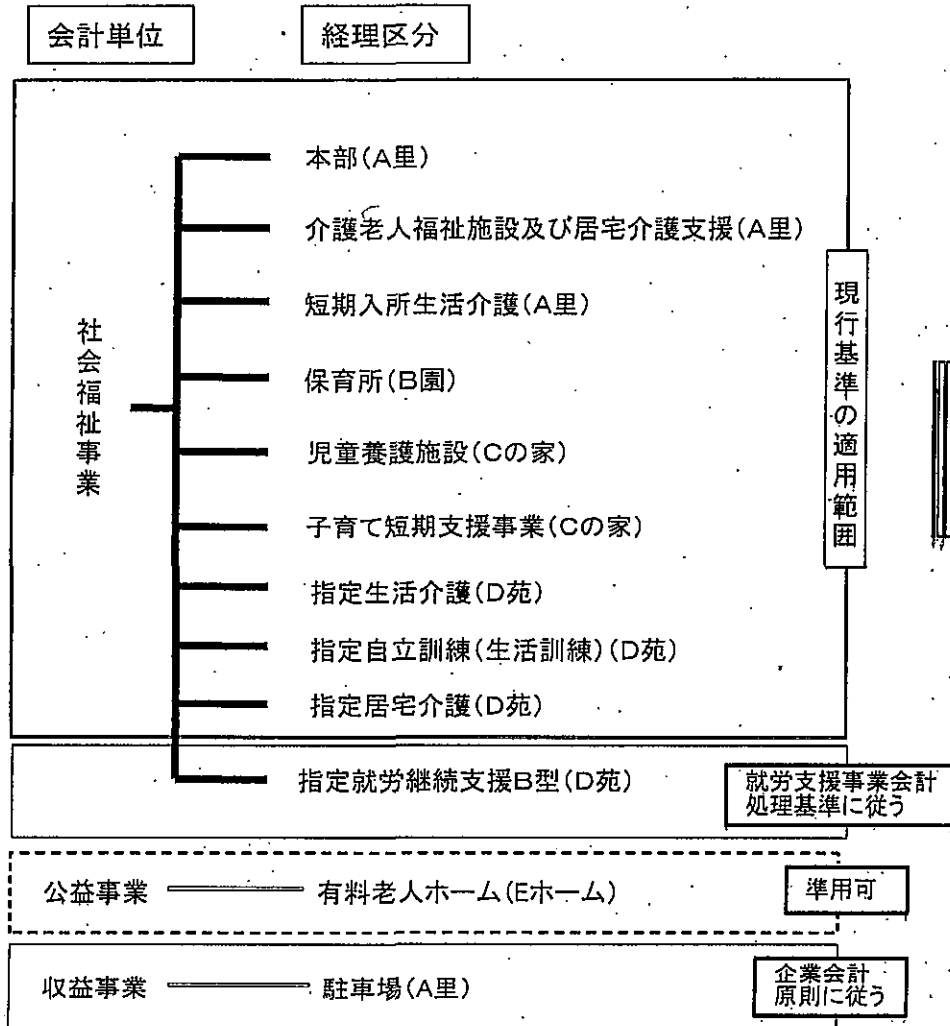 会計単位
経理区分
本部(A里)
介護老人福祉施設及び居宅介護支援(A里)
短期入所生活介護(A里)
保育所(B園)
児童養護施設(Cの家)
子育て短期支援事業(Cの家)
指定生活介護(D苑)
指定自立訓練(生活訓練)(D苑)
指定居宅介護(D苑)
指定就労継続支援B型(D苑)
社会福祉事業
現行基準の適用範囲
就労支援事業会計
処理基準に従う
公益事業
有料老人ホーム(Eホーム)
準用可
収益事業
駐車場(A里)
企業会計
原則に従う